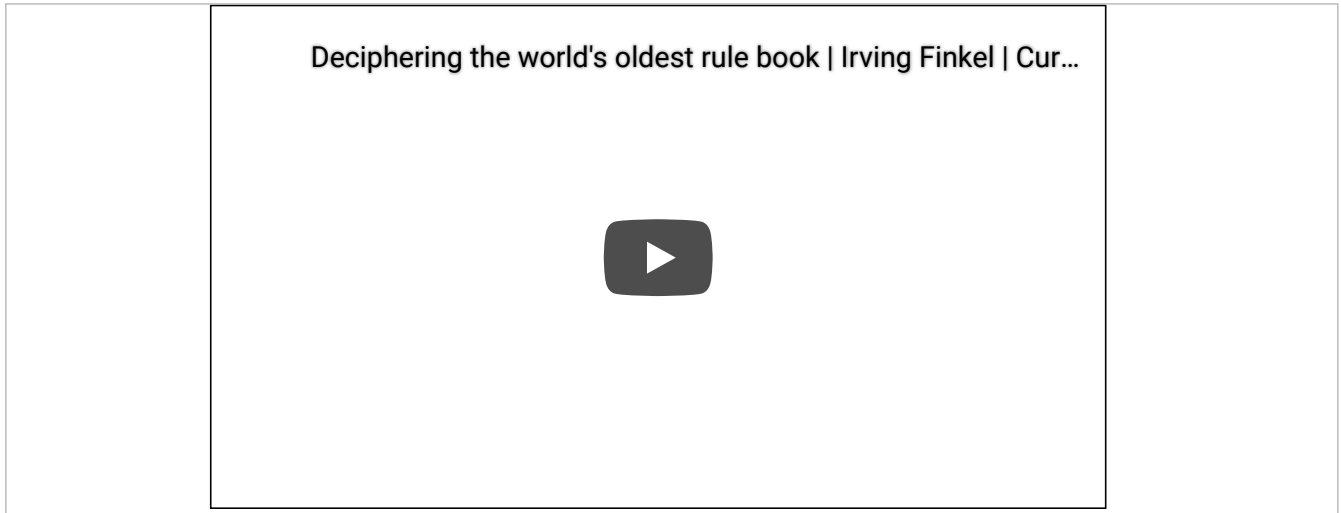 Deciphering the world's oldest rule book | Irving Finkel | Cur...